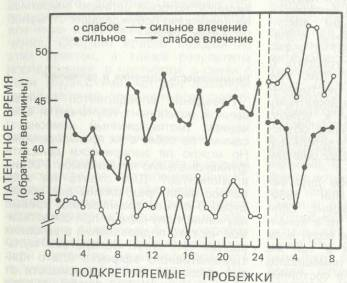 ○ слабое → сильное влечение
● сильное → слабое влечение
ЛАТЕНТНОЕ ВРЕМЯ
(обратные величины)
50
45
40
35
0 4 8 12 16 20 24 4 8
ПОДКРЕПЛЯЕМЫЕ ПРОБЕЖКИ